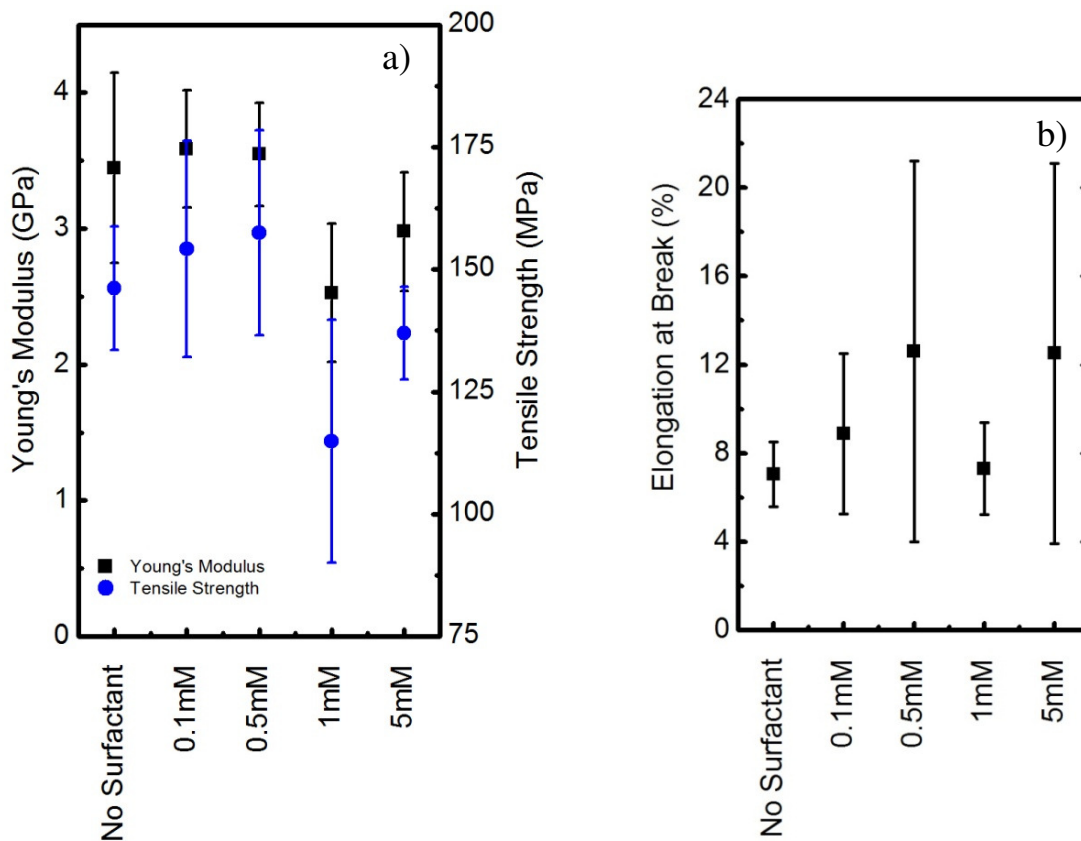 a)
Young's Modulus (GPa)
4
3
2
1
0
200
175
150
125
100
75
Tensile Strength (MPa)
Young's Modulus
Tensile Strength
No Surfactant
0.1mM
0.5mM
1mM
5mM
b)
Elongation at Break (%)
24
20
16
12
8
4
0
No Surfactant
0.1mM
0.5mM
1mM
5mM